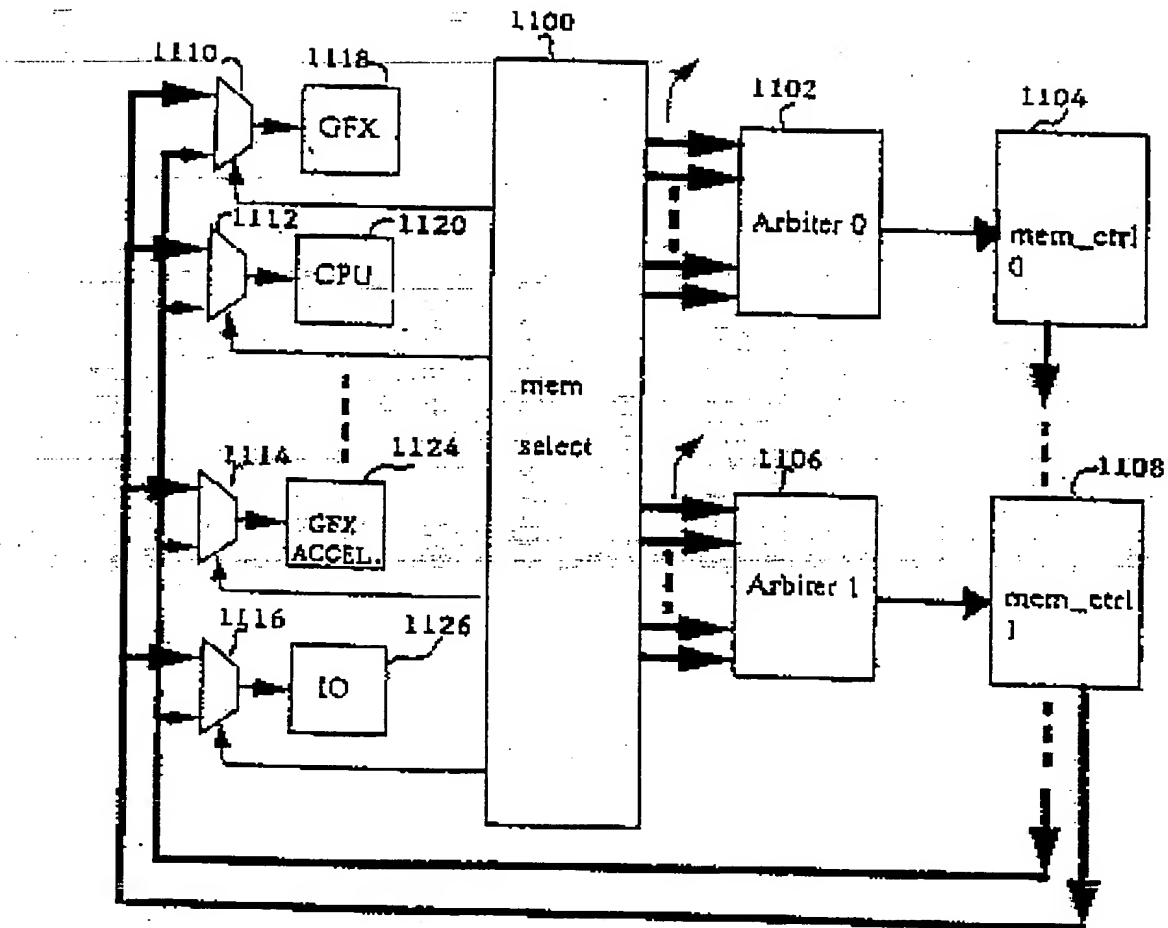 1100
1110
1118
GFX
1102
1104
Arbiter 0
mem_ctrl
0
1112
1120
CPU
mem
select
1114
1124
GFX
ACCEL.
1106
1108
Arbiter 1
mem_ctrl
1
1116
1126
IO